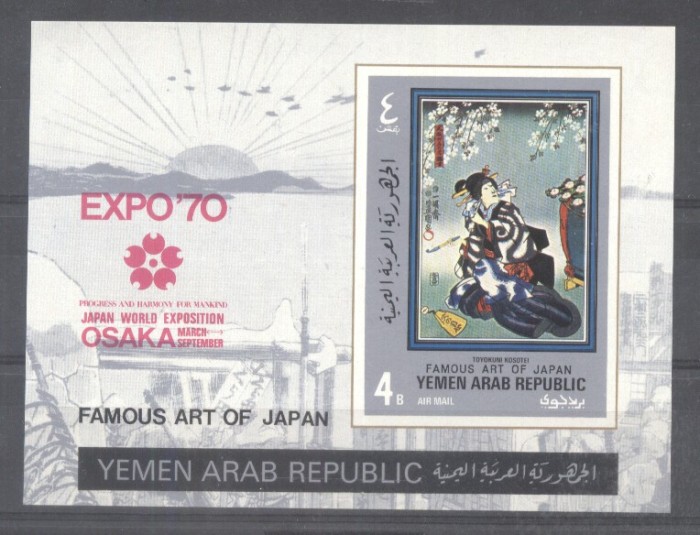 EXPO'70
PROGRESS AND HARMONY FOR MANKIND
JAPAN WORLD EXPOSITION
OSAKA MARCH-
SEPTEMBER
FAMOUS ART OF JAPAN
YEMEN ARAB REPUBLIC الجمهورية العربية اليمنية
٤
بقش
الجمهورية العربية اليمنية
TOYOKUNI KOSOTEI
FAMOUS ART OF JAPAN
4 B YEMEN ARAB REPUBLIC
AIR MAIL بريد جوي